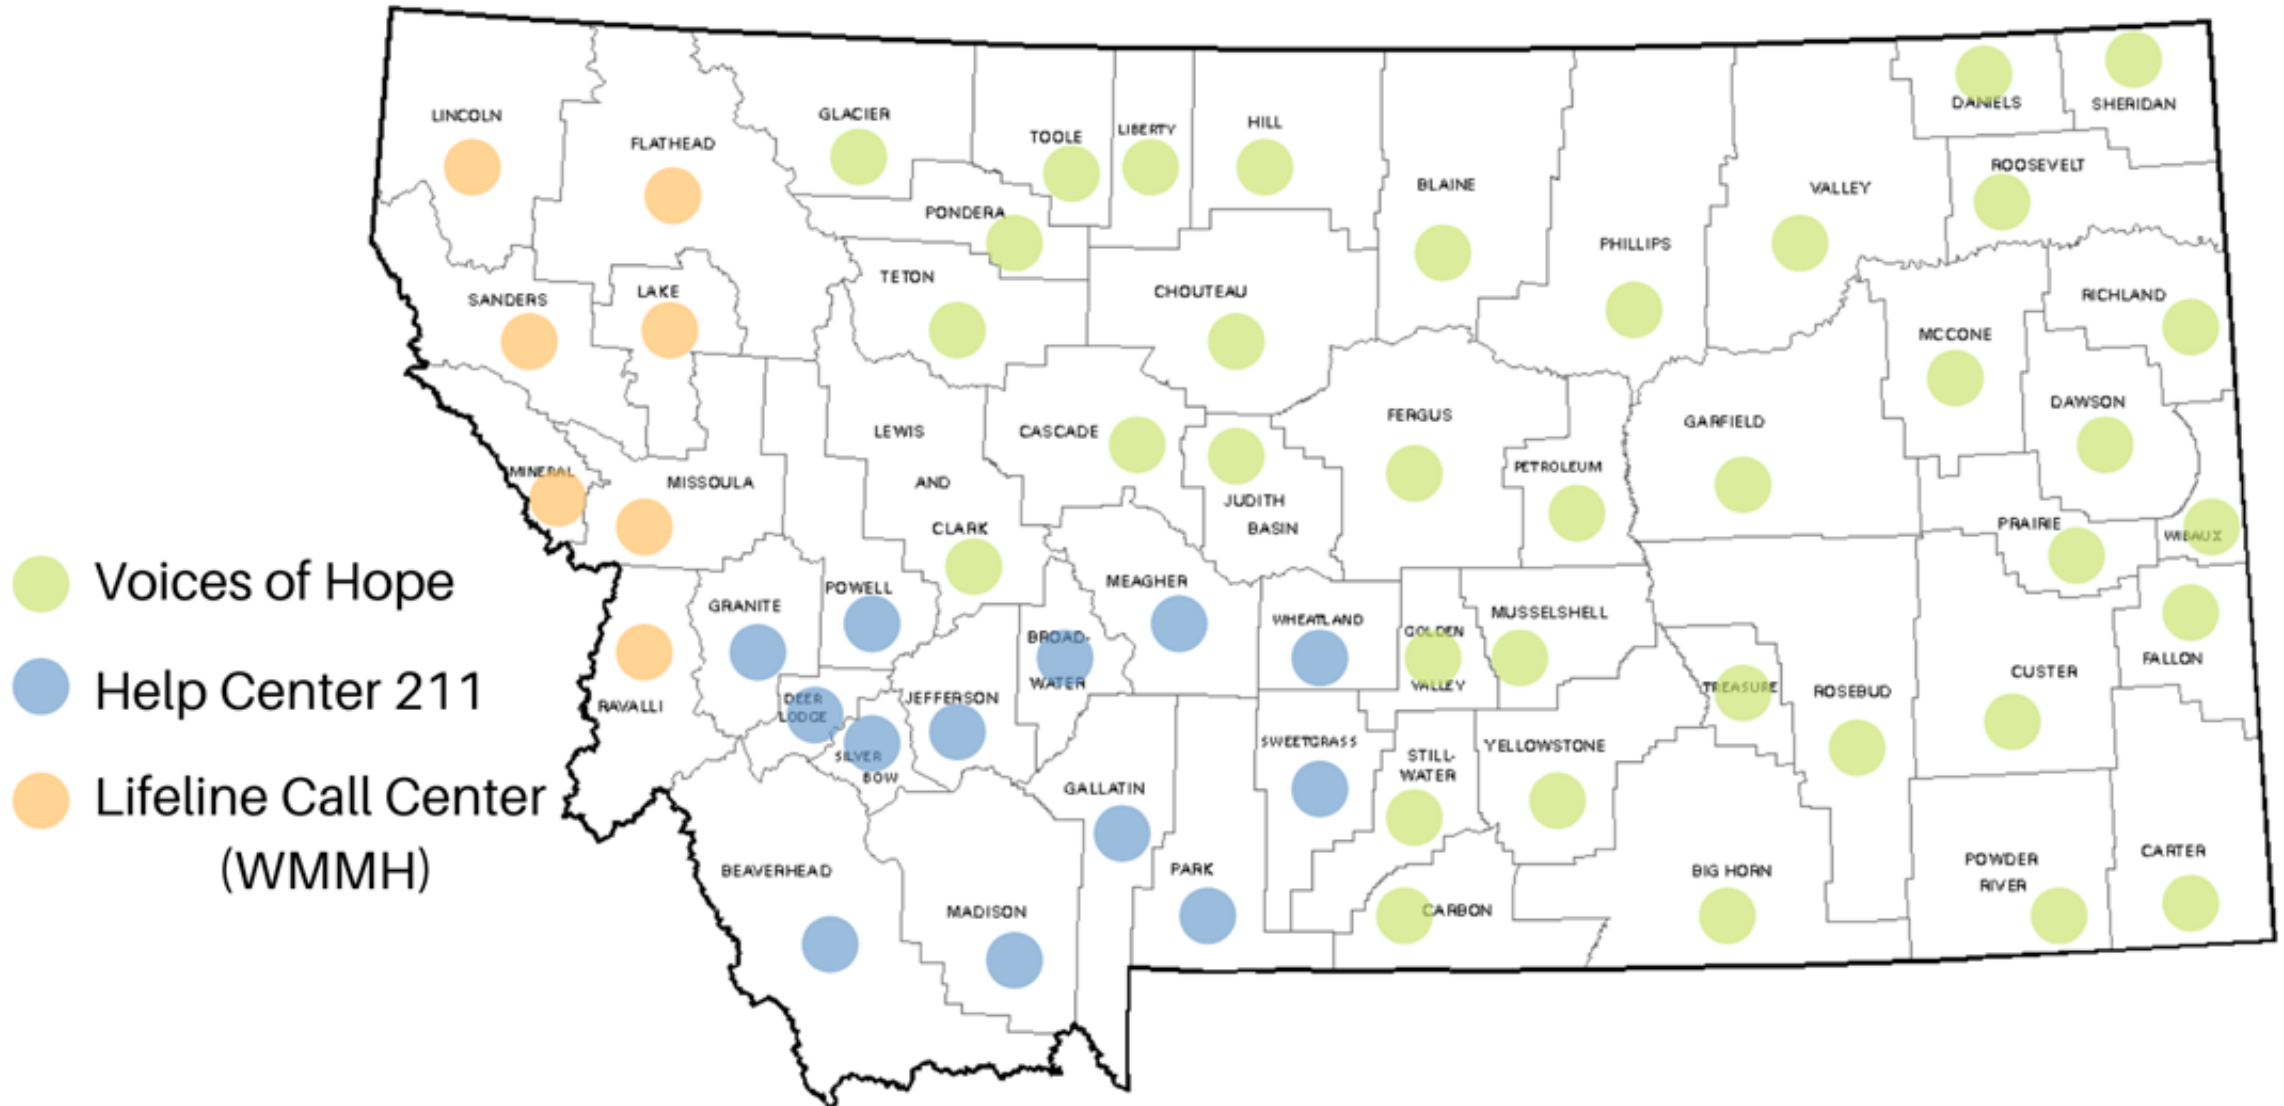 LINCOLN
FLATHEAD
GLACIER
TOOLE
LIBERTY
HILL
BLAINE
PHILLIPS
VALLEY
DANIELS
SHERIDAN
ROOSEVELT
PONDERA
TETON
CHOUTEAU
RICHLAND
MCCONE
DAWSON
SANDERS
LAKE
MINERAL
MISSOULA
LEWIS
AND
CLARK
CASCADE
JUDITH
BASIN
FERGUS
PETROLEUM
GARFIELD
PRAIRIE
WIBAUX
Voices of Hope
Help Center 211
Lifeline Call Center
(WMMH)
RAVALLI
GRANITE
POWELL
DEER
LODGE
SILVER
BOW
JEFFERSON
BROAD-
WATER
MEAGHER
WHEATLAND
GOLDEN
VALLEY
MUSSELSHELL
TREASURE
ROSEBUD
CUSTER
FALLON
SWEETGRASS
STILL-
WATER
YELLOWSTONE
GALLATIN
PARK
BEAVERHEAD
MADISON
CARBON
BIG HORN
POWDER
RIVER
CARTER